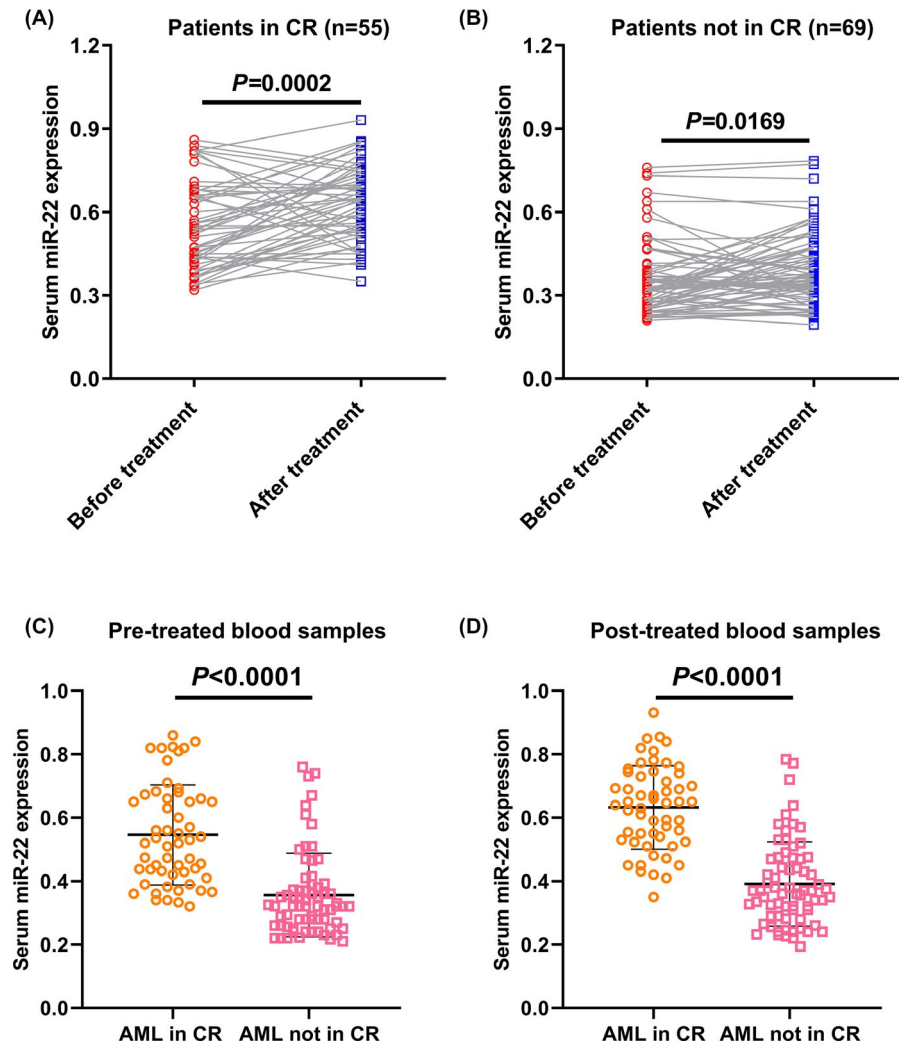 (A)
Patients in CR (n=55)
1.2
0.9
0.6
0.3
0.0
Serum miR-22 expression
P=0.0002
Before treatment
After treatment
(B)
Patients not in CR (n=69)
1.2
0.9
0.6
0.3
0.0
Serum miR-22 expression
P=0.0169
Before treatment
After treatment
(C)
Pre-treated blood samples
P<0.0001
1.0
0.8
0.6
0.4
0.2
0.0
Serum miR-22 expression
AML in CR
AML not in CR
(D)
Post-treated blood samples
P<0.0001
1.0
0.8
0.6
0.4
0.2
0.0
Serum miR-22 expression
AML in CR
AML not in CR